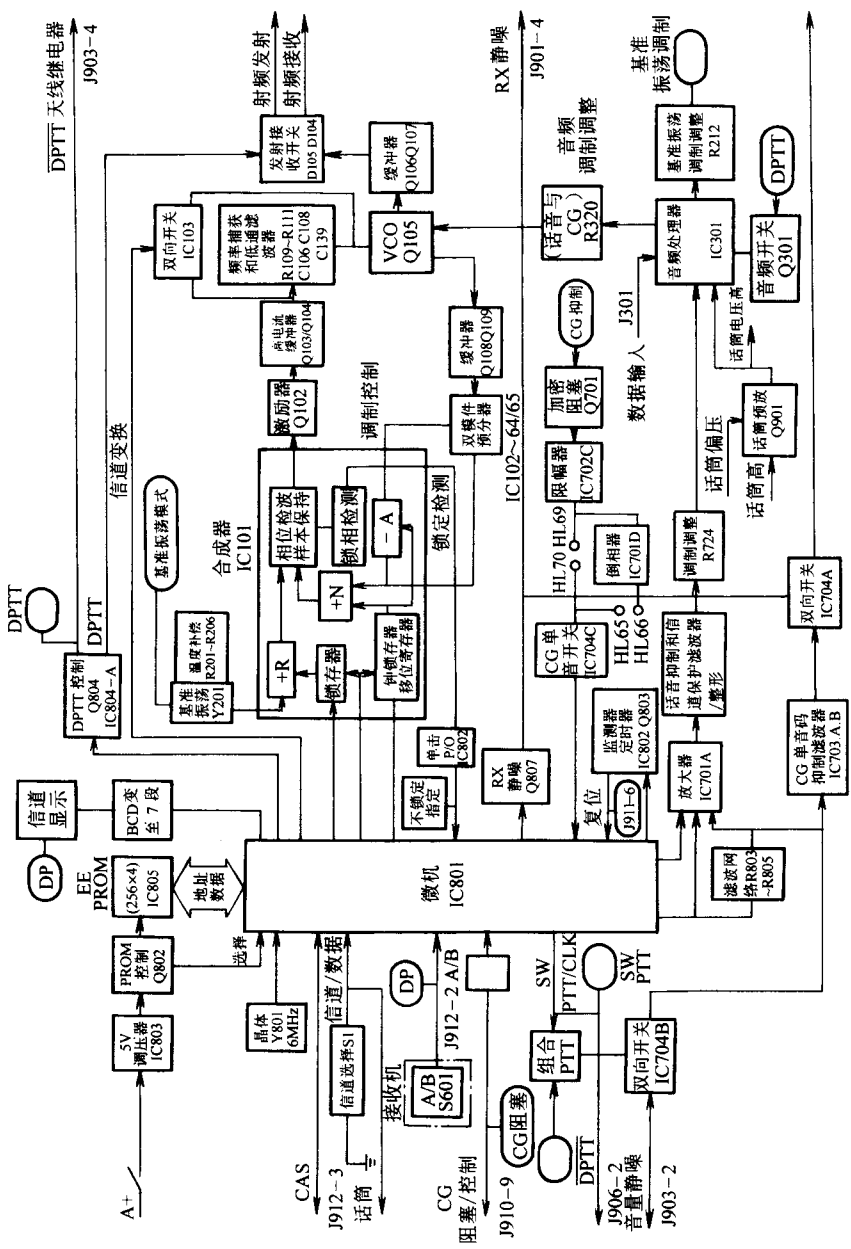 DPTT 天线继电器
J903-4
DPTT
DPTT 控制
Q804
IC804-A
DPTT
信道变换
双向开关
IC103
发射接
收开关
D105 D104
射频发射
射频接收
缓冲器
Q106Q107
频率捕获
和低通滤
波器
R109~R111
C106 C108
C139
VCO
Q105
高电流
缓冲器
Q103/Q104
激励器
Q102
缓冲器
Q108Q109
双模件
预分器
调制控制
基准振荡模式
温度补偿
R201~R206
基准
振荡
Y201
合成器
IC101
相位检波
样本保持
锁相检测
÷R
÷N
÷A
锁存器
钟锁存器
移位寄存器
锁定检测
单击
P/O
IC802
不锁定
指定
信道
显示
DP
BCD变
至 7 段
EE
PROM
(256×4)
IC805
地址
数据
PROM
控制
Q802
选择
5V
调压器
IC803
A+
晶体
Y801
6MHz
微机
IC801
CAS
J912-3
信道/数据
信道选择S1
话筒
接收机
A/B
S601
DP
J912-2 A/B
CG
阻塞/控制
J910-9
CG阻塞
SW
PTT/CLK
组合
PTT
SW
PTT
DPTT
J906-2
音量静噪
J903-2
双向开关
IC704B
RX 静噪
J901-4
IC102~64/65
RX
静噪
Q807
音频
调制调整
(话音与
CG)
R320
CG抑制
加密
阻塞
Q701
限幅器
IC702C
HL70 HL69
倒相器
IC701D
CG 单
音开关
IC704C
HL65
HL66
监测器
定时器
IC802 Q803
复位
J911-6
基准
振荡调制
基准振荡
调制调整
R212
音频处理器
IC301
DPTT
音频开关
Q301
J301
数据输入
话筒电压高
话筒预放
Q901
话筒偏压
话筒高
调制调整
R724
话音抑制和信
道保护滤波器
/整形
放大器
IC701A
滤波网
络R803
~R805
双向开关
IC704A
CG 单音码
抑制滤波器
IC703 A.B